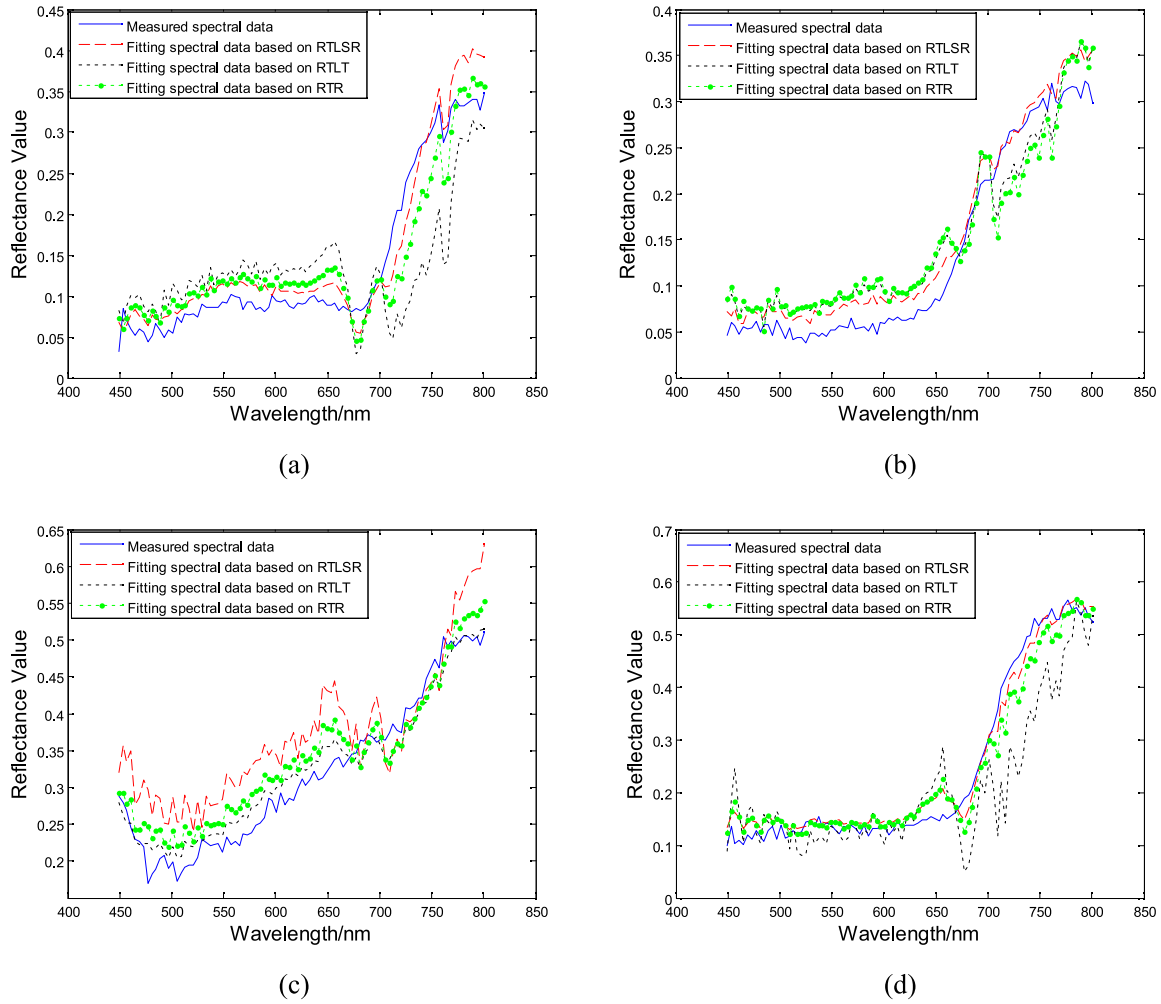 Measured spectral data
Fitting spectral data based on RTLSR
Fitting spectral data based on RTLT
Fitting spectral data based on RTR
0.45
0.4
0.35
0.3
0.25
0.2
0.15
0.1
0.05
0
Reflectance Value
400 450 500 550 600 650 700 750 800 850
Wavelength/nm
(a)
Measured spectral data
Fitting spectral data based on RTLSR
Fitting spectral data based on RTLT
Fitting spectral data based on RTR
0.4
0.35
0.3
0.25
0.2
0.15
0.1
0.05
0
Reflectance Value
400 450 500 550 600 650 700 750 800 850
Wavelength/nm
(b)
Measured spectral data
Fitting spectral data based on RTLSR
Fitting spectral data based on RTLT
Fitting spectral data based on RTR
0.65
0.6
0.55
0.5
0.45
0.4
0.35
0.3
0.25
0.2
Reflectance Value
400 450 500 550 600 650 700 750 800 850
Wavelength/nm
(c)
Measured spectral data
Fitting spectral data based on RTLSR
Fitting spectral data based on RTLT
Fitting spectral data based on RTR
0.7
0.6
0.5
0.4
0.3
0.2
0.1
0
Reflectance Value
400 450 500 550 600 650 700 750 800 850
Wavelength/nm
(d)